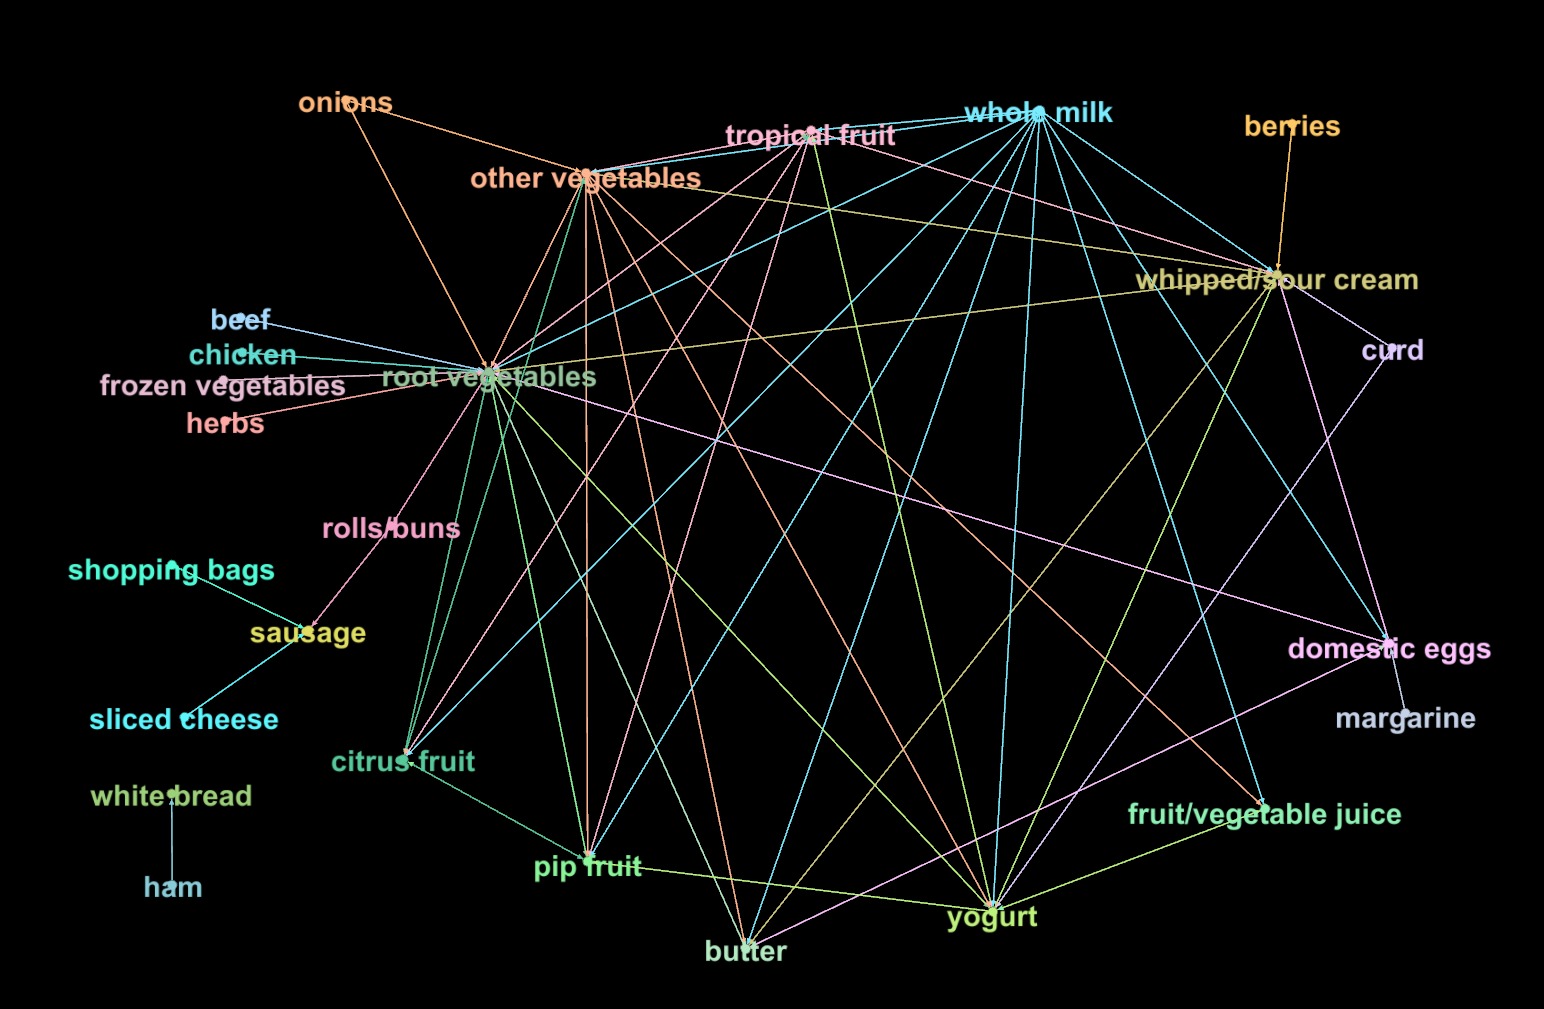 onions
whole milk
berries
tropical fruit
other vegetables
whipped/sour cream
beef
curd
chicken
root vegetables
frozen vegetables
herbs
rolls/buns
shopping bags
sausage
domestic eggs
sliced cheese
margarine
citrus fruit
white bread
fruit/vegetable juice
pip fruit
ham
yogurt
butter